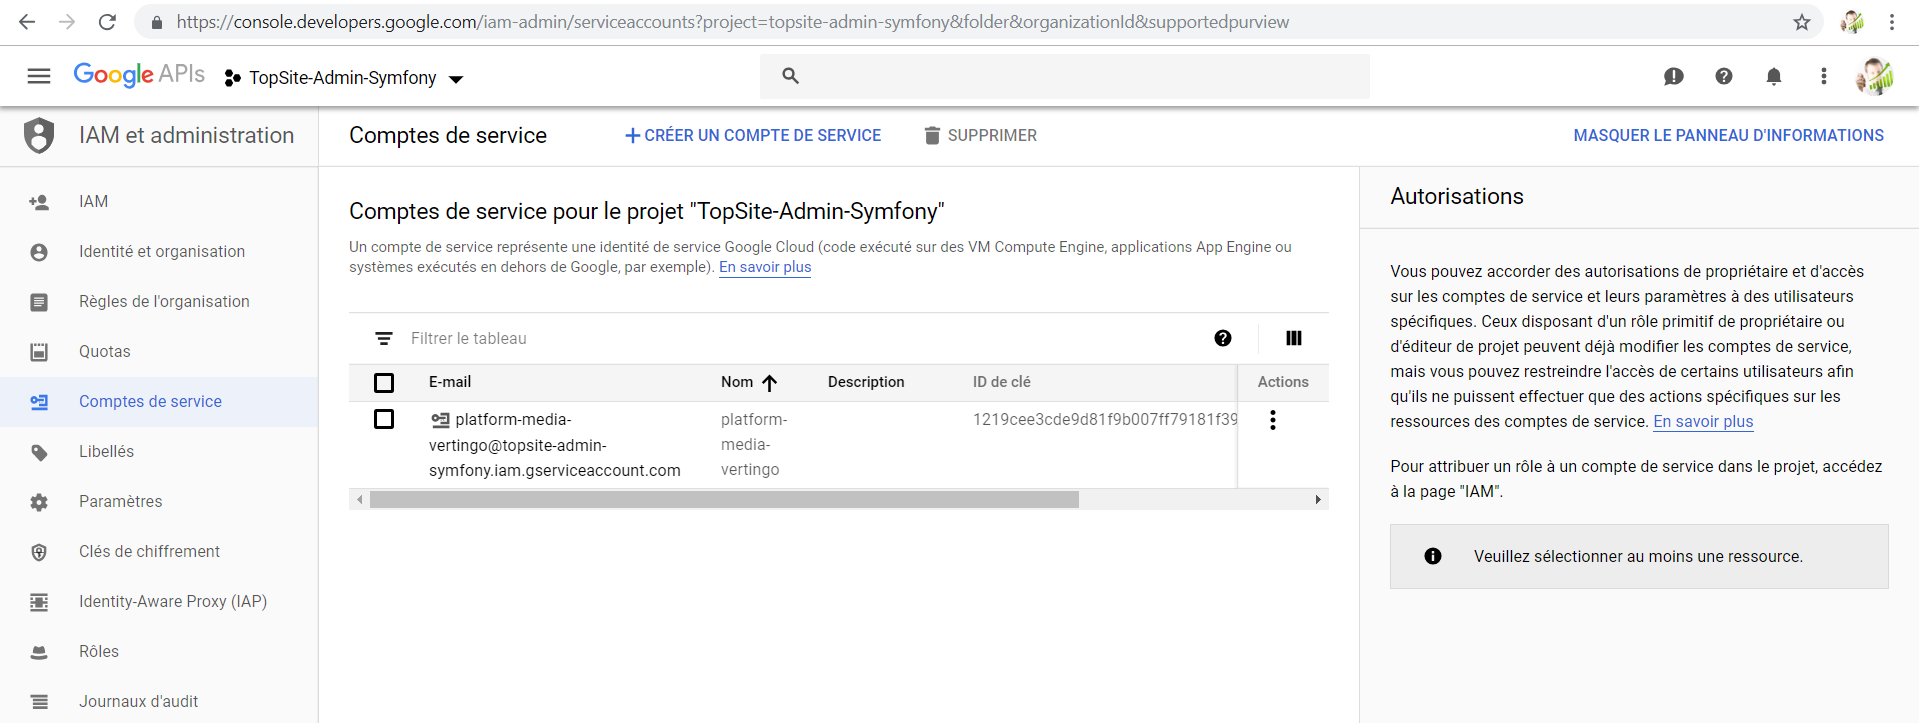 https://console.developers.google.com/iam-admin/serviceaccounts?project=topsite-admin-symfony&folder&organizationId&supportedpurview
Google APIs
TopSite-Admin-Symfony
IAM et administration
Comptes de service
CRÉER UN COMPTE DE SERVICE
SUPPRIMER
MASQUER LE PANNEAU D'INFORMATIONS
IAM
Identité et organisation
Règles de l'organisation
Quotas
Comptes de service
Libellés
Paramètres
Clés de chiffrement
Identity-Aware Proxy (IAP)
Rôles
Journaux d'audit
Comptes de service pour le projet "TopSite-Admin-Symfony"
Un compte de service représente une identité de service Google Cloud (code exécuté sur des VM Compute Engine, applications App Engine ou
systèmes exécutés en dehors de Google, par exemple). En savoir plus
Filtrer le tableau
E-mail Nom Description ID de clé Actions
platform-media-
vertingo@topsite-admin-
symfony.iam.gserviceaccount.com
platform-
media-
vertingo
1219cee3cde9d81f9b007ff79181f39
Autorisations
Vous pouvez accorder des autorisations de propriétaire et d'accès
sur les comptes de service et leurs paramètres à des utilisateurs
spécifiques. Ceux disposant d'un rôle primitif de propriétaire ou
d'éditeur de projet peuvent déjà modifier les comptes de service,
mais vous pouvez restreindre l'accès de certains utilisateurs afin
qu'ils ne puissent effectuer que des actions spécifiques sur les
ressources des comptes de service. En savoir plus
Pour attribuer un rôle à un compte de service dans le projet, accédez
à la page "IAM".
Veuillez sélectionner au moins une ressource.